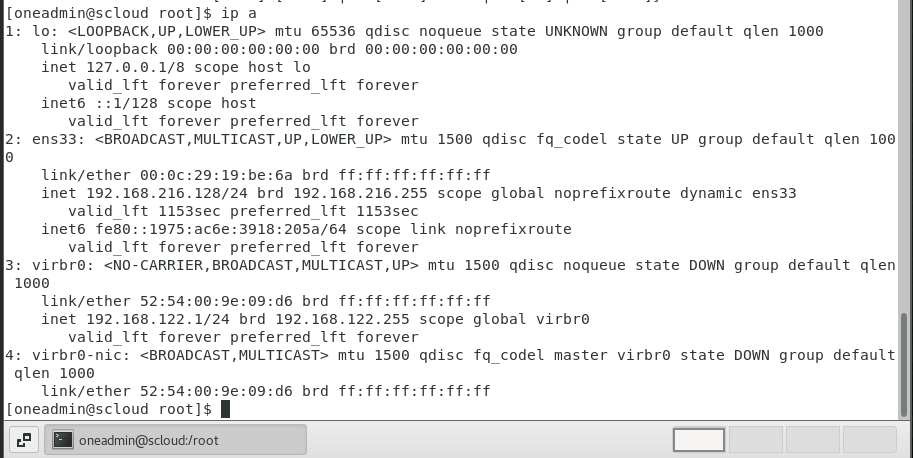 [oneadmin@scloud root]$ ip a
1: lo: <LOOPBACK,UP,LOWER_UP> mtu 65536 qdisc noqueue state UNKNOWN group default qlen 1000
    link/loopback 00:00:00:00:00:00 brd 00:00:00:00:00:00
    inet 127.0.0.1/8 scope host lo
       valid_lft forever preferred_lft forever
    inet6 ::1/128 scope host
       valid_lft forever preferred_lft forever
2: ens33: <BROADCAST,MULTICAST,UP,LOWER_UP> mtu 1500 qdisc fq_codel state UP group default qlen 100
0
    link/ether 00:0c:29:19:be:6a brd ff:ff:ff:ff:ff:ff
    inet 192.168.216.128/24 brd 192.168.216.255 scope global noprefixroute dynamic ens33
       valid_lft 1153sec preferred_lft 1153sec
    inet6 fe80::1975:ac6e:3918:205a/64 scope link noprefixroute
       valid_lft forever preferred_lft forever
3: virbr0: <NO-CARRIER,BROADCAST,MULTICAST,UP> mtu 1500 qdisc noqueue state DOWN group default qlen
 1000
    link/ether 52:54:00:9e:09:d6 brd ff:ff:ff:ff:ff:ff
    inet 192.168.122.1/24 brd 192.168.122.255 scope global virbr0
       valid_lft forever preferred_lft forever
4: virbr0-nic: <BROADCAST,MULTICAST> mtu 1500 qdisc fq_codel master virbr0 state DOWN group default
 qlen 1000
    link/ether 52:54:00:9e:09:d6 brd ff:ff:ff:ff:ff:ff
[oneadmin@scloud root]$
oneadmin@scloud:/root